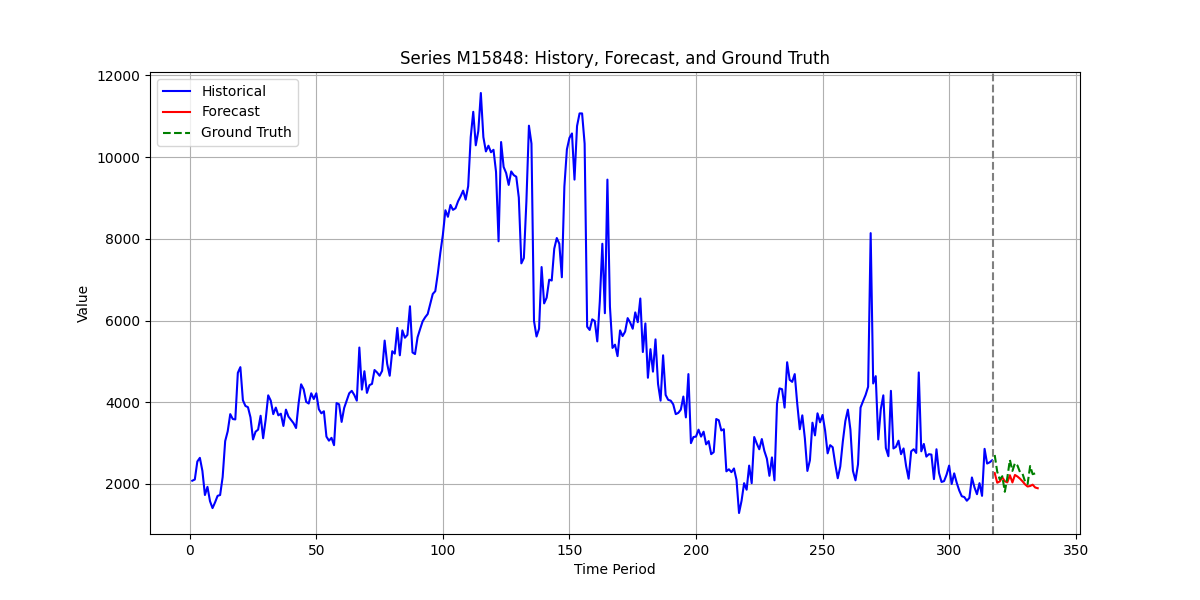 Series M15848: History, Forecast, and Ground Truth
12000
10000
8000
6000
4000
2000
Value
Historical
Forecast
Ground Truth
0
50
100
150
200
250
300
350
Time Period